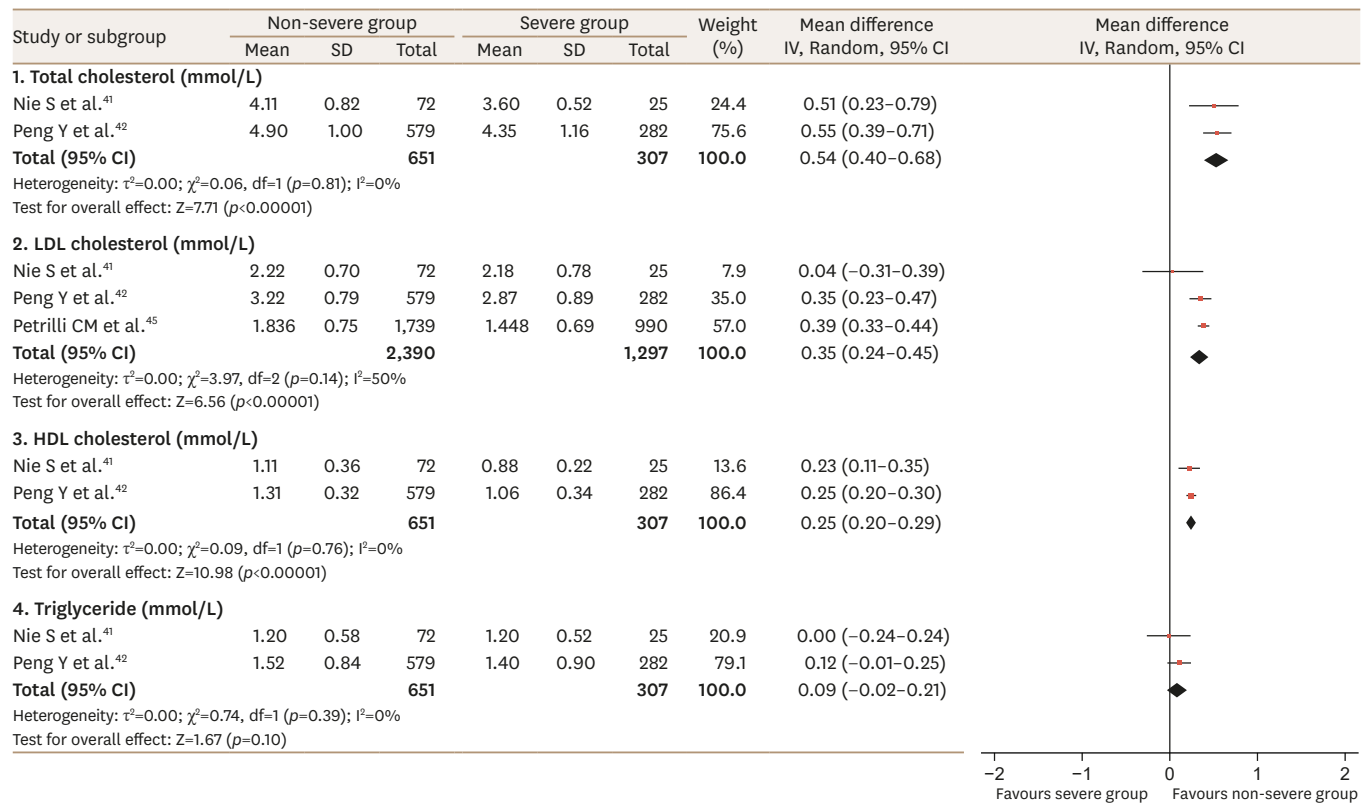 Study or subgroup Non-severe group Severe group Weight (%) Mean difference IV, Random, 95% CI Mean difference IV, Random, 95% CI
Mean SD Total Mean SD Total
1. Total cholesterol (mmol/L)
Nie S et al.⁴¹ 4.11 0.82 72 3.60 0.52 25 24.4 0.51 (0.23−0.79)
Peng Y et al.⁴² 4.90 1.00 579 4.35 1.16 282 75.6 0.55 (0.39−0.71)
Total (95% CI) 651 307 100.0 0.54 (0.40−0.68)
Heterogeneity: τ²=0.00; χ²=0.06, df=1 (p=0.81); I²=0%
Test for overall effect: Z=7.71 (p<0.00001)
2. LDL cholesterol (mmol/L)
Nie S et al.⁴¹ 2.22 0.70 72 2.18 0.78 25 7.9 0.04 (−0.31−0.39)
Peng Y et al.⁴² 3.22 0.79 579 2.87 0.89 282 35.0 0.35 (0.23−0.47)
Petrilli CM et al.⁴⁵ 1.836 0.75 1,739 1.448 0.69 990 57.0 0.39 (0.33−0.44)
Total (95% CI) 2,390 1,297 100.0 0.35 (0.24−0.45)
Heterogeneity: τ²=0.00; χ²=3.97, df=2 (p=0.14); I²=50%
Test for overall effect: Z=6.56 (p<0.00001)
3. HDL cholesterol (mmol/L)
Nie S et al.⁴¹ 1.11 0.36 72 0.88 0.22 25 13.6 0.23 (0.11−0.35)
Peng Y et al.⁴² 1.31 0.32 579 1.06 0.34 282 86.4 0.25 (0.20−0.30)
Total (95% CI) 651 307 100.0 0.25 (0.20−0.29)
Heterogeneity: τ²=0.00; χ²=0.09, df=1 (p=0.76); I²=0%
Test for overall effect: Z=10.98 (p<0.00001)
4. Triglyceride (mmol/L)
Nie S et al.⁴¹ 1.20 0.58 72 1.20 0.52 25 20.9 0.00 (−0.24−0.24)
Peng Y et al.⁴² 1.52 0.84 579 1.40 0.90 282 79.1 0.12 (−0.01−0.25)
Total (95% CI) 651 307 100.0 0.09 (−0.02−0.21)
Heterogeneity: τ²=0.00; χ²=0.74, df=1 (p=0.39); I²=0%
Test for overall effect: Z=1.67 (p=0.10)
−2 −1 0 1 2
Favours severe group Favours non-severe group